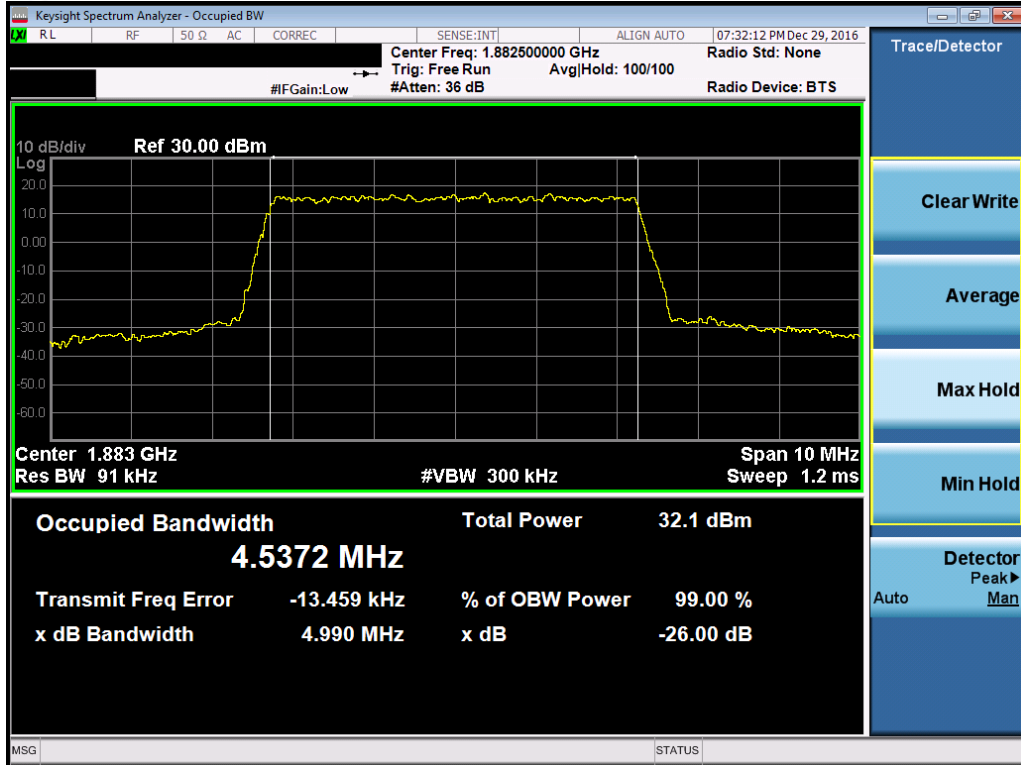 Keysight Spectrum Analyzer - Occupied BW
LXI RL RF 50 Ω AC CORREC SENSE:INT ALIGN AUTO 07:32:12 PM Dec 29, 2016
Center Freq: 1.882500000 GHz Radio Std: None
Trig: Free Run Avg|Hold: 100/100
#IFGain:Low #Atten: 36 dB Radio Device: BTS
10 dB/div Ref 30.00 dBm
Log
20.0
10.0
0.00
-10.0
-20.0
-30.0
-40.0
-50.0
-60.0
Center 1.883 GHz Span 10 MHz
Res BW 91 kHz #VBW 300 kHz Sweep 1.2 ms
Occupied Bandwidth Total Power 32.1 dBm
4.5372 MHz
Transmit Freq Error -13.459 kHz % of OBW Power 99.00 %
x dB Bandwidth 4.990 MHz x dB -26.00 dB
MSG STATUS
Trace/Detector
Clear Write
Average
Max Hold
Min Hold
Detector
Peak▶
Auto Man